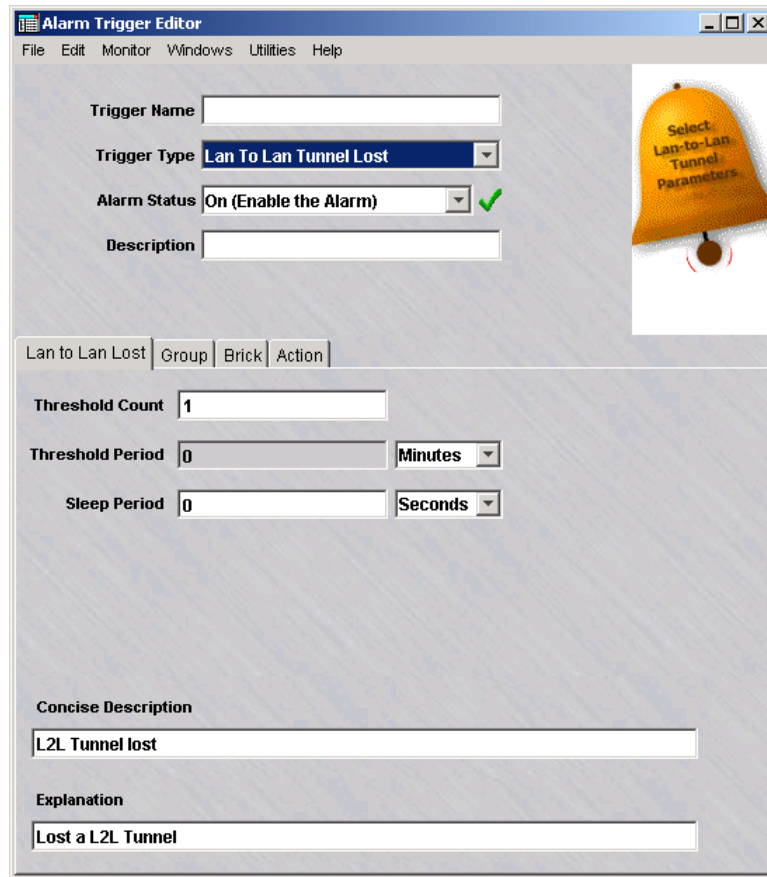 Alarm Trigger Editor
File Edit Monitor Windows Utilities Help
Trigger Name
Trigger Type Lan To Lan Tunnel Lost
Alarm Status On (Enable the Alarm)
Description
Select
Lan-to-Lan
Tunnel
Parameters
Lan to Lan Lost Group Brick Action
Threshold Count 1
Threshold Period 0 Minutes
Sleep Period 0 Seconds
Concise Description
L2L Tunnel lost
Explanation
Lost a L2L Tunnel